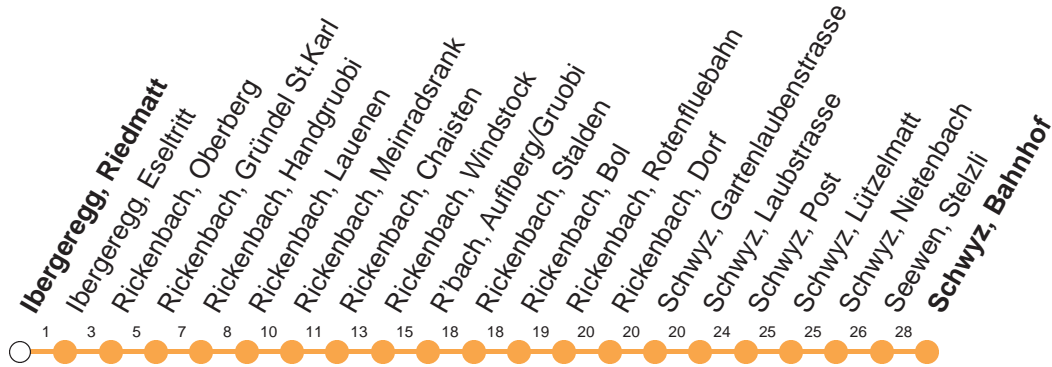 Ibergeregg, Riedmatt
Ibergeregg, Eseltritt
Rickenbach, Oberberg
Rickenbach, Gründel St.Karl
Rickenbach, Handgruobi
Rickenbach, Lauenen
Rickenbach, Meinradsrank
Rickenbach, Chaisten
Rickenbach, Windstock
R'bach, Aufiberg/Gruobi
Rickenbach, Stalden
Rickenbach, Bol
Rickenbach, Rotenfluebahn
Rickenbach, Dorf
Schwyz, Gartenlaubenstrasse
Schwyz, Laubstrasse
Schwyz, Post
Schwyz, Lützelmatt
Schwyz, Nietenbach
Seewen, Stelzli
Schwyz, Bahnhof
1 3 5 7 8 10 11 13 15 18 18 19 20 20 20 24 25 25 26 28